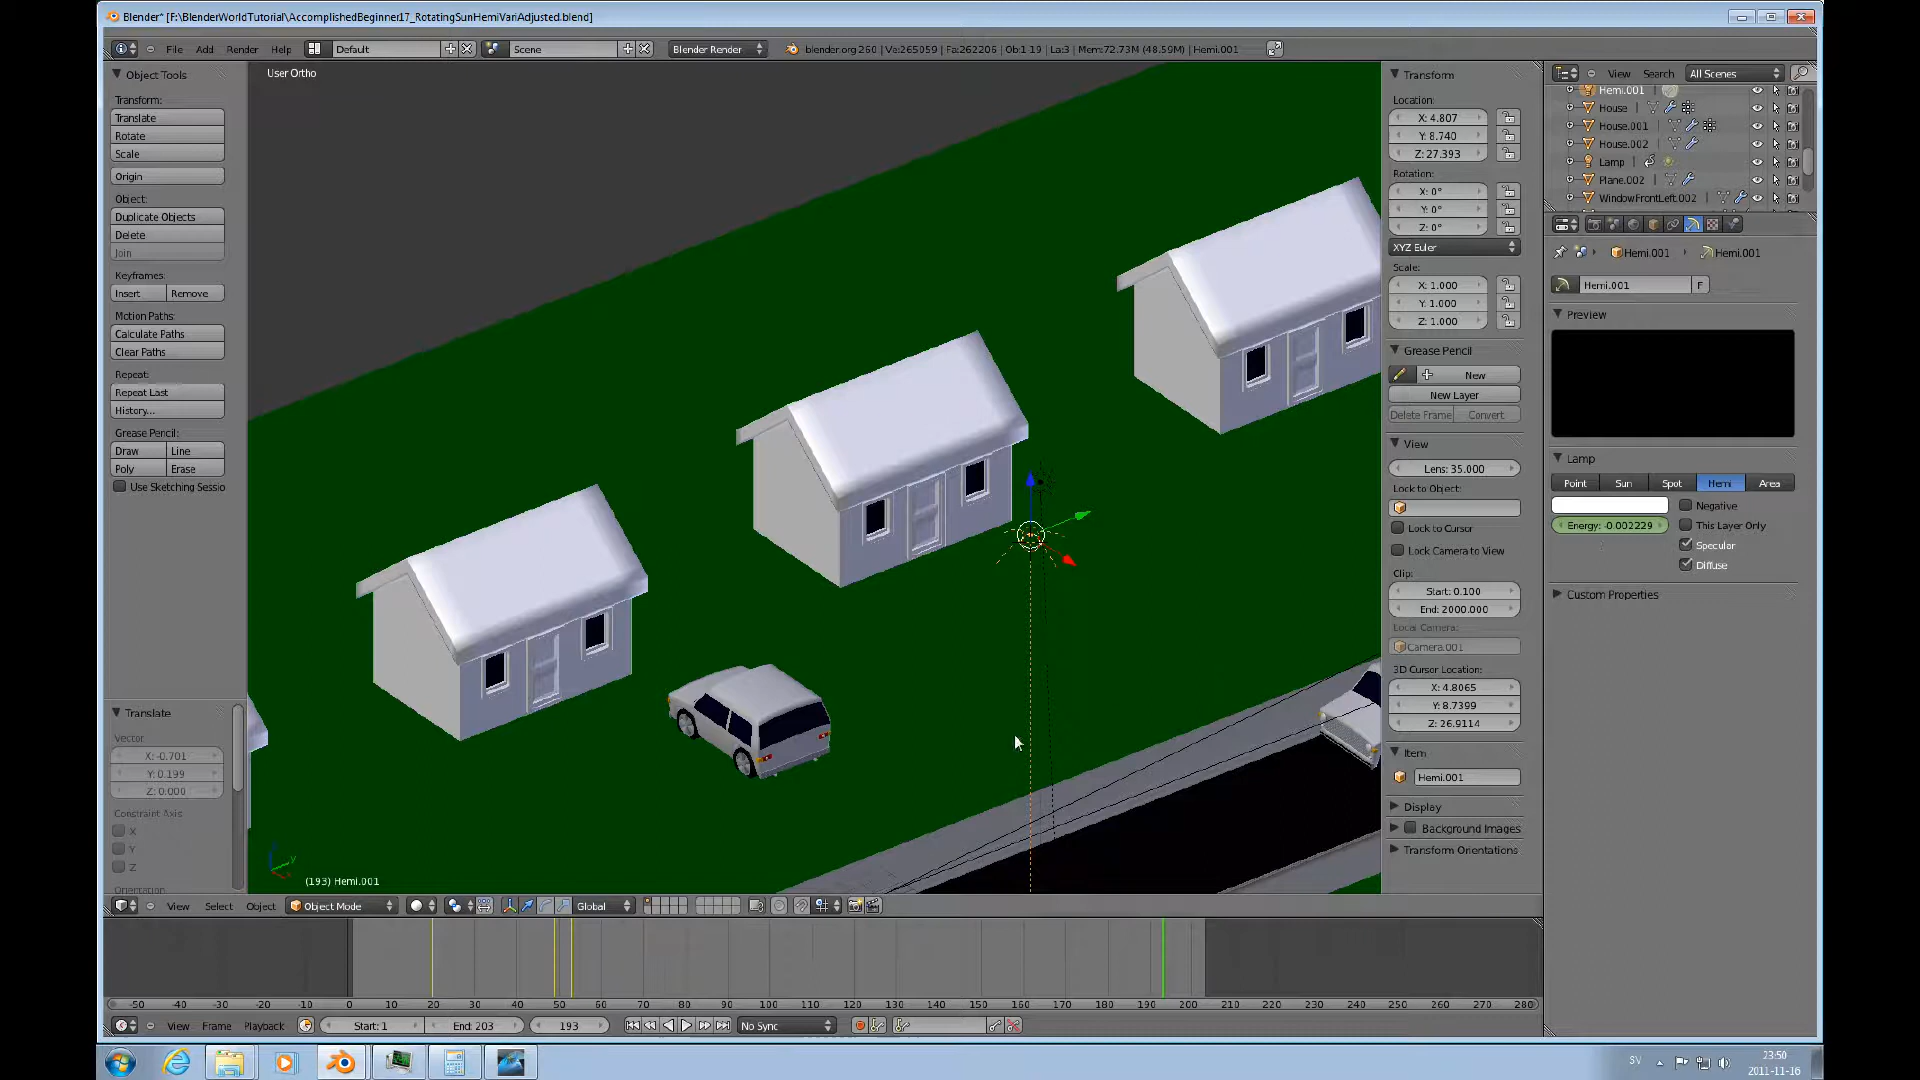 Blender* [F:\BlenderWorldTutorial\AccomplishedBeginner17_RotatingSunHemiVariAdjusted.blend]
File Add Render Help Default Scene Blender Render blender.org 260 | Ve:265059 | Fa:262206 | Ob:1-19 | La:3 | Mem:72.73M (48.59M) | Hemi.001
Object Tools
Transform:
Translate
Rotate
Scale
Origin
Object:
Duplicate Objects
Delete
Join
Keyframes:
Insert Remove
Motion Paths:
Calculate Paths
Clear Paths
Repeat:
Repeat Last
History...
Grease Pencil:
Draw Line
Poly Erase
Use Sketching Sessio
Translate
Vector
X: -0.701
Y: 0.199
Z: 0.000
Constraint Axis
X
Y
Z
Orientation
User Ortho
(193) Hemi.001
Transform
Location:
X: 4.807
Y: 8.740
Z: 27.393
Rotation:
X: 0°
Y: 0°
Z: 0°
XYZ Euler
Scale:
X: 1.000
Y: 1.000
Z: 1.000
Grease Pencil
New
New Layer
Delete Frame Convert
View
Lens: 35.000
Lock to Object:
Lock to Cursor
Lock Camera to View
Clip:
Start: 0.100
End: 2000.000
Local Camera:
Camera.001
3D Cursor Location:
X: 4.8065
Y: 8.7399
Z: 26.9114
Item
Hemi.001
Display
Background Images
Transform Orientations
View Search All Scenes
Hemi.001
House
House.001
House.002
Lamp
Plane.002
WindowFrontLeft.002
Hemi.001 Hemi.001
Hemi.001 F
Preview
Lamp
Point Sun Spot Hemi Area
Negative
Energy: -0.002229 This Layer Only
Specular
Diffuse
Custom Properties
View Select Object Object Mode Global
-50 -40 -30 -20 -10 0 10 20 30 40 50 60 70 80 90 100 110 120 130 140 150 160 170 180 190 200 210 220 230 240 250 260 270 280
View Frame Playback Start: 1 End: 203 193 No Sync
SV
23:50
2011-11-16